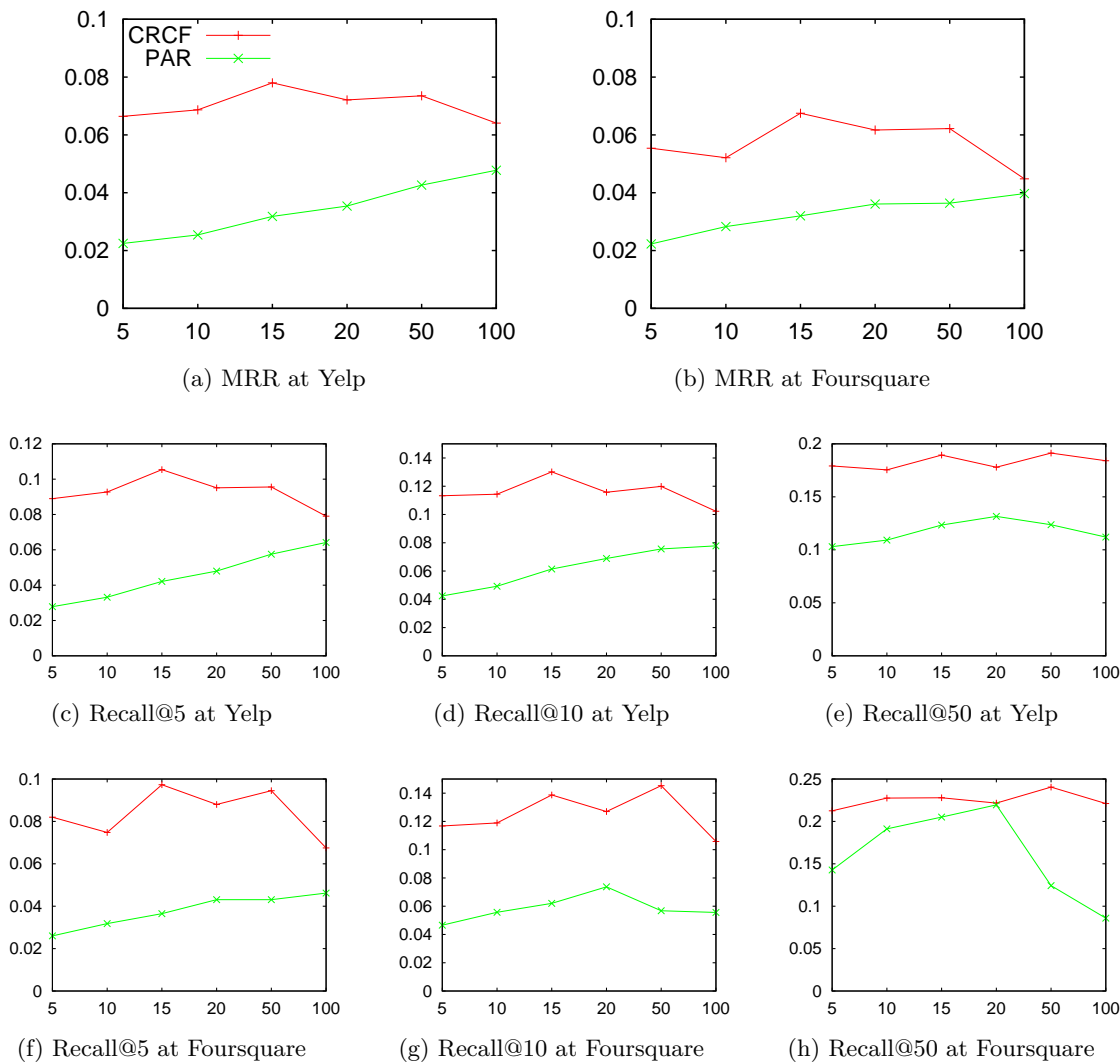 0.1
CRCF
PAR
0.08
0.06
0.04
0.02
0
5 10 15 20 50 100
(a) MRR at Yelp
0.1
0.08
0.06
0.04
0.02
0
5 10 15 20 50 100
(b) MRR at Foursquare
0.12
0.1
0.08
0.06
0.04
0.02
0
5 10 15 20 50 100
(c) Recall@5 at Yelp
0.14
0.12
0.1
0.08
0.06
0.04
0.02
0
5 10 15 20 50 100
(d) Recall@10 at Yelp
0.2
0.15
0.1
0.05
0
5 10 15 20 50 100
(e) Recall@50 at Yelp
0.1
0.08
0.06
0.04
0.02
0
5 10 15 20 50 100
(f) Recall@5 at Foursquare
0.14
0.12
0.1
0.08
0.06
0.04
0.02
0
5 10 15 20 50 100
(g) Recall@10 at Foursquare
0.25
0.2
0.15
0.1
0.05
0
5 10 15 20 50 100
(h) Recall@50 at Foursquare